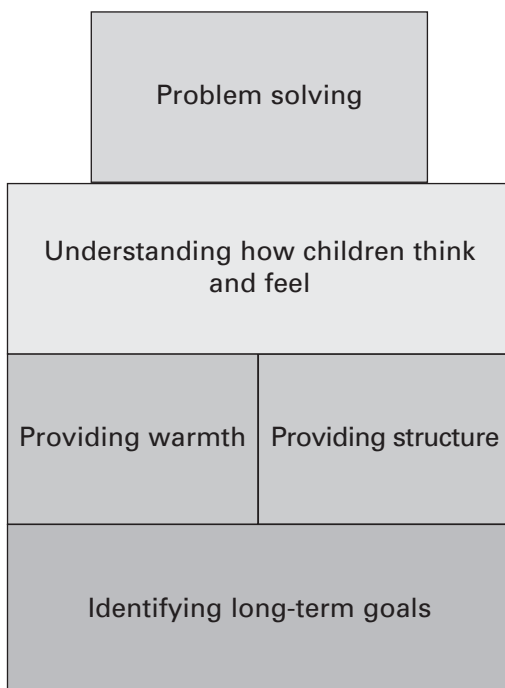 Problem solving
Understanding how children think
and feel
Providing warmth
Providing structure
Identifying long-term goals